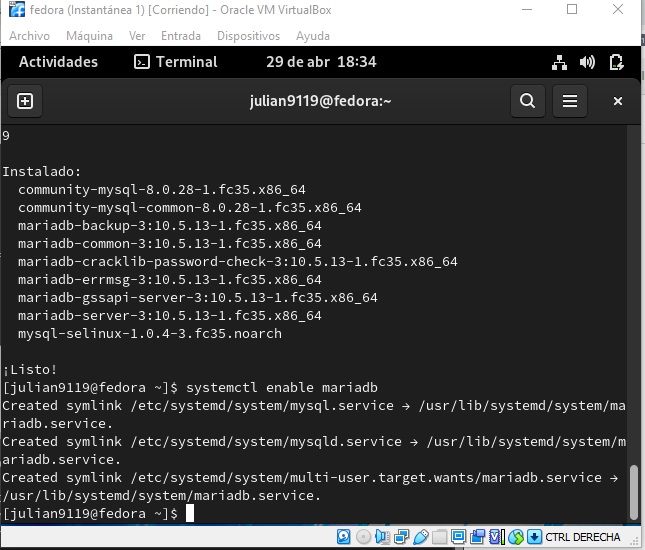 fedora (Instantánea 1) [Corriendo] - Oracle VM VirtualBox
Archivo Máquina Ver Entrada Dispositivos Ayuda
Actividades Terminal 29 de abr 18:34
julian9119@fedora:~
9
Instalado:
community-mysql-8.0.28-1.fc35.x86_64
community-mysql-common-8.0.28-1.fc35.x86_64
mariadb-backup-3:10.5.13-1.fc35.x86_64
mariadb-common-3:10.5.13-1.fc35.x86_64
mariadb-cracklib-password-check-3:10.5.13-1.fc35.x86_64
mariadb-errmsg-3:10.5.13-1.fc35.x86_64
mariadb-gssapi-server-3:10.5.13-1.fc35.x86_64
mariadb-server-3:10.5.13-1.fc35.x86_64
mysql-selinux-1.0.4-3.fc35.noarch
¡Listo!
[julian9119@fedora ~]$ systemctl enable mariadb
Created symlink /etc/systemd/system/mysql.service → /usr/lib/systemd/system/ma
riadb.service.
Created symlink /etc/systemd/system/mysqld.service → /usr/lib/systemd/system/m
ariadb.service.
Created symlink /etc/systemd/system/multi-user.target.wants/mariadb.service →
/usr/lib/systemd/system/mariadb.service.
[julian9119@fedora ~]$
CTRL DERECHA